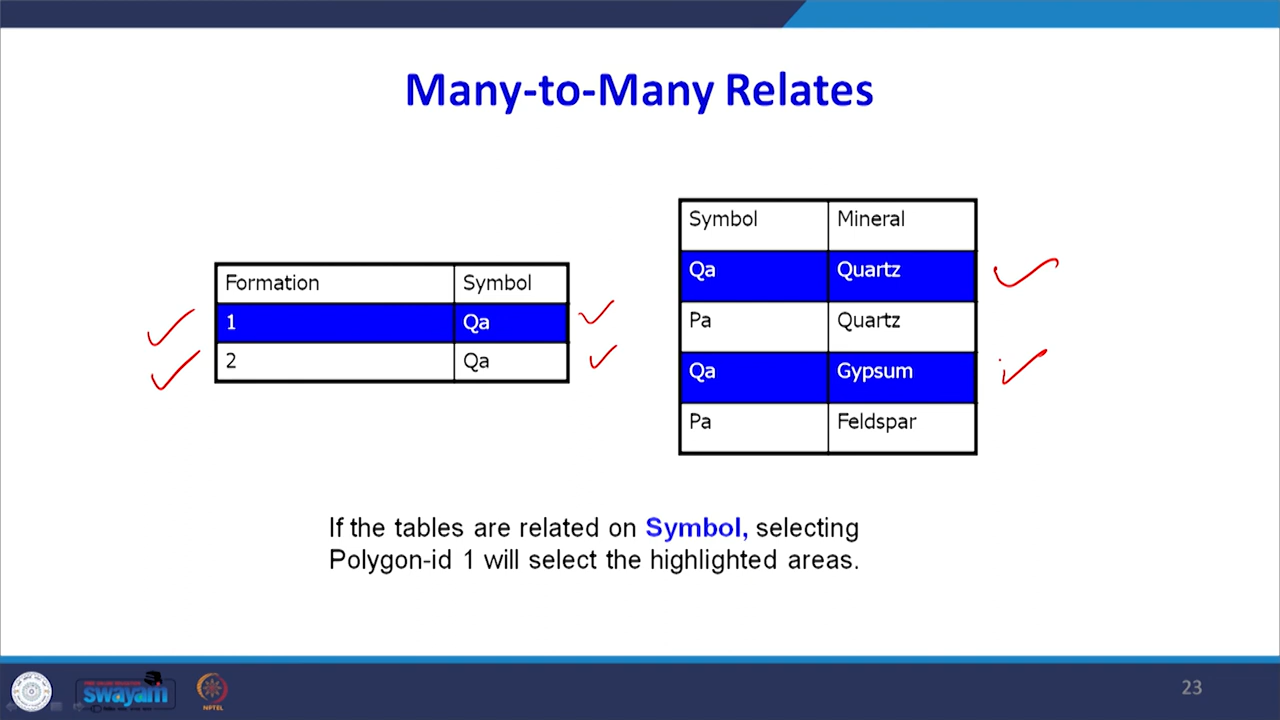 Many-to-Many Relates
Formation Symbol
1 Qa
2 Qa
Symbol Mineral
Qa Quartz
Pa Quartz
Qa Gypsum
Pa Feldspar
If the tables are related on Symbol, selecting
Polygon-id 1 will select the highlighted areas.
swayam
NPTEL
23